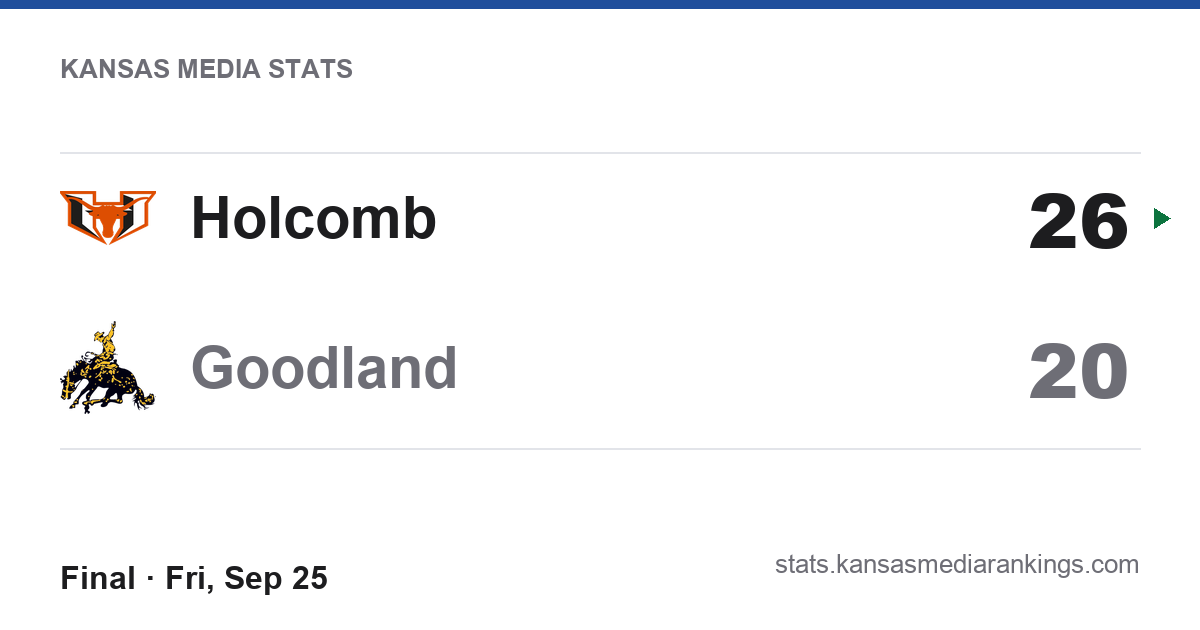 KANSAS MEDIA STATS
Holcomb 26
Goodland 20
Final · Fri, Sep 25
stats.kansasmediarankings.com